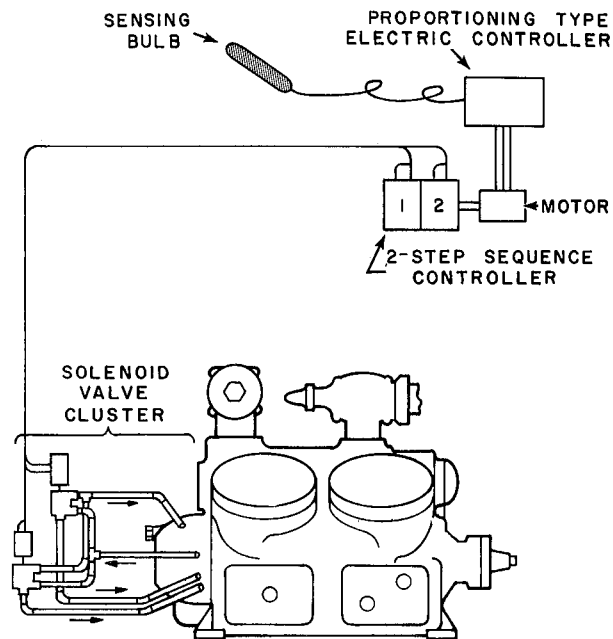 SENSING
BULB
PROPORTIONING TYPE
ELECTRIC CONTROLLER
1 2
MOTOR
2-STEP SEQUENCE
CONTROLLER
SOLENOID
VALVE
CLUSTER